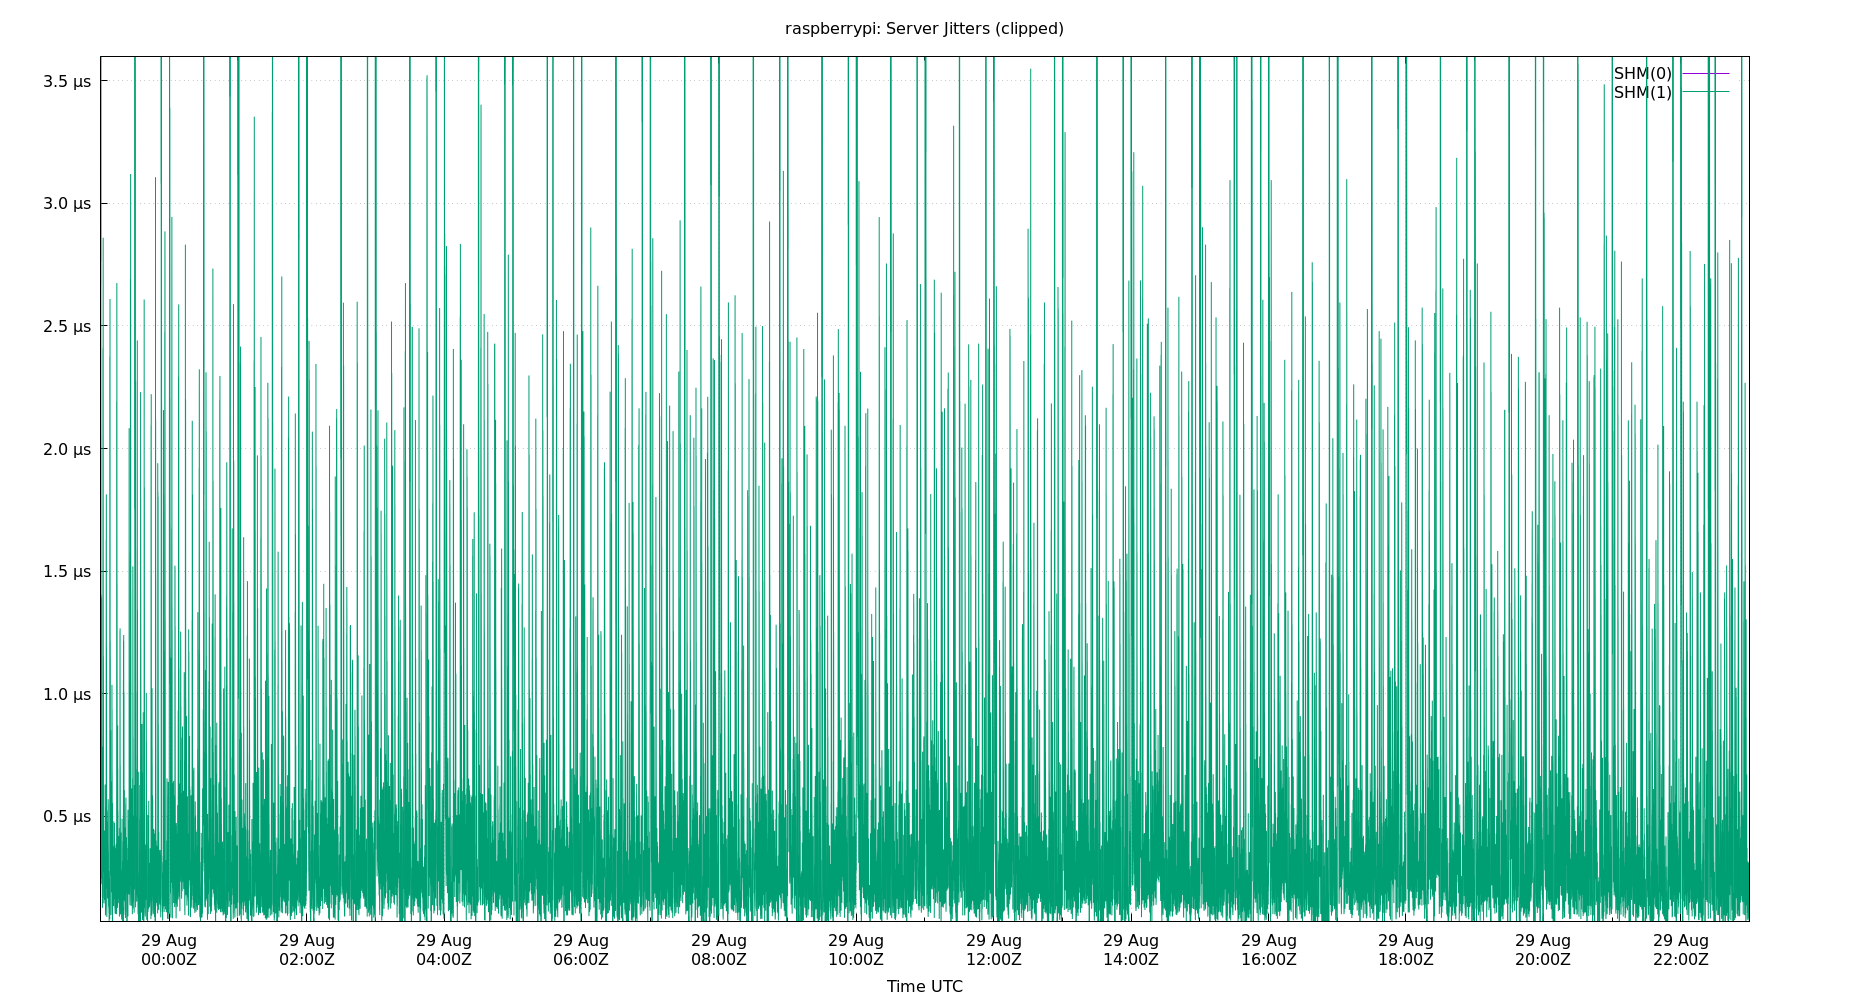 raspberrypi: Server Jitters (clipped)
SHM(0)
SHM(1)
3.5 µs
3.0 µs
2.5 µs
2.0 µs
1.5 µs
1.0 µs
0.5 µs
29 Aug 29 Aug 29 Aug 29 Aug 29 Aug 29 Aug 29 Aug 29 Aug 29 Aug 29 Aug 29 Aug 29 Aug
00:00Z 02:00Z 04:00Z 06:00Z 08:00Z 10:00Z 12:00Z 14:00Z 16:00Z 18:00Z 20:00Z 22:00Z
Time UTC